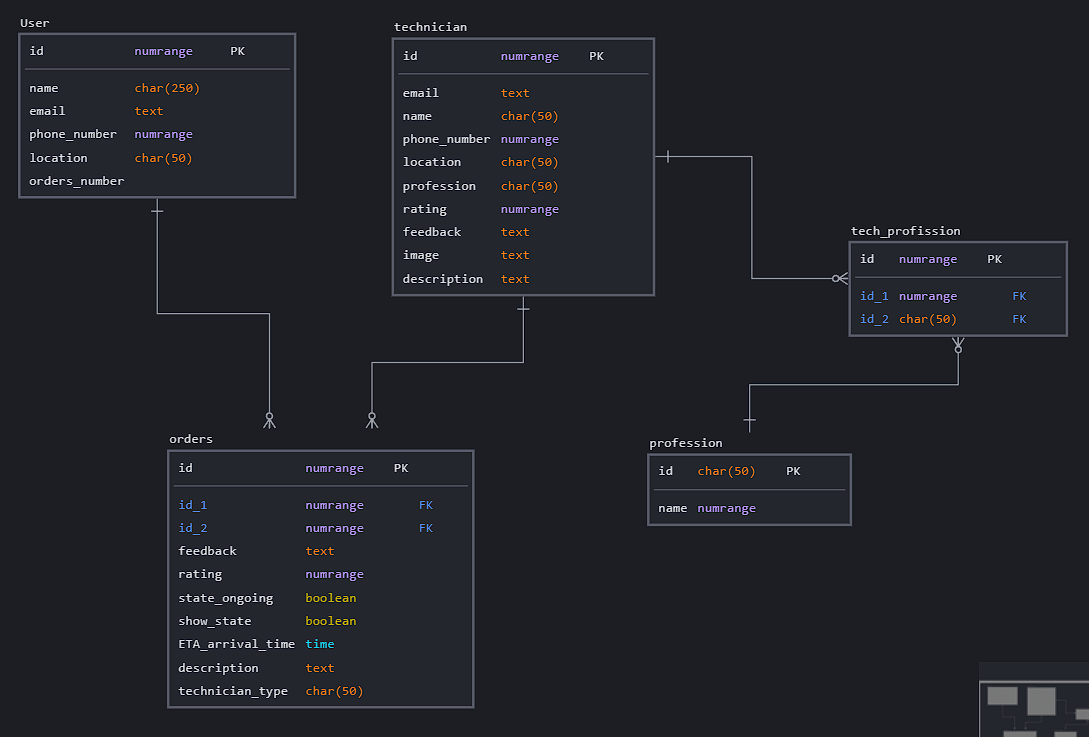 User
id numrange PK
name char(250)
email text
phone_number numrange
location char(50)
orders_number
technician
id numrange PK
email text
name char(50)
phone_number numrange
location char(50)
profession char(50)
rating numrange
feedback text
image text
description text
tech_profission
id numrange PK
id_1 numrange FK
id_2 char(50) FK
orders
id numrange PK
id_1 numrange FK
id_2 numrange FK
feedback text
rating numrange
state_ongoing boolean
show_state boolean
ETA_arrival_time time
description text
technician_type char(50)
profession
id char(50) PK
name numrange